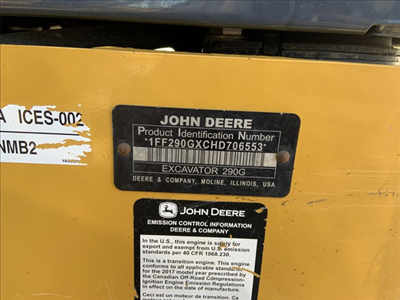 A ICES-002
NMB2
JOHN DEERE
Product Identification Number
*1FF290GXCHD706553*
EXCAVATOR 290G
DEERE & COMPANY, MOLINE, ILLINOIS, USA
JOHN DEERE
EMISSION CONTROL INFORMATION
DEERE & COMPANY
In the U.S., this engine is solely for
export and exempt from U.S. emission
standards per 40 CFR 1068.230.
This is a transition engine. This engine
conforms to all applicable standards
for the 2017 model year prescribed by
the Canadian Off-Road Compression-
Ignition Engine Emission Regulations
in effect on date of manufacture.
Ceci est un moteur de transition. Ce